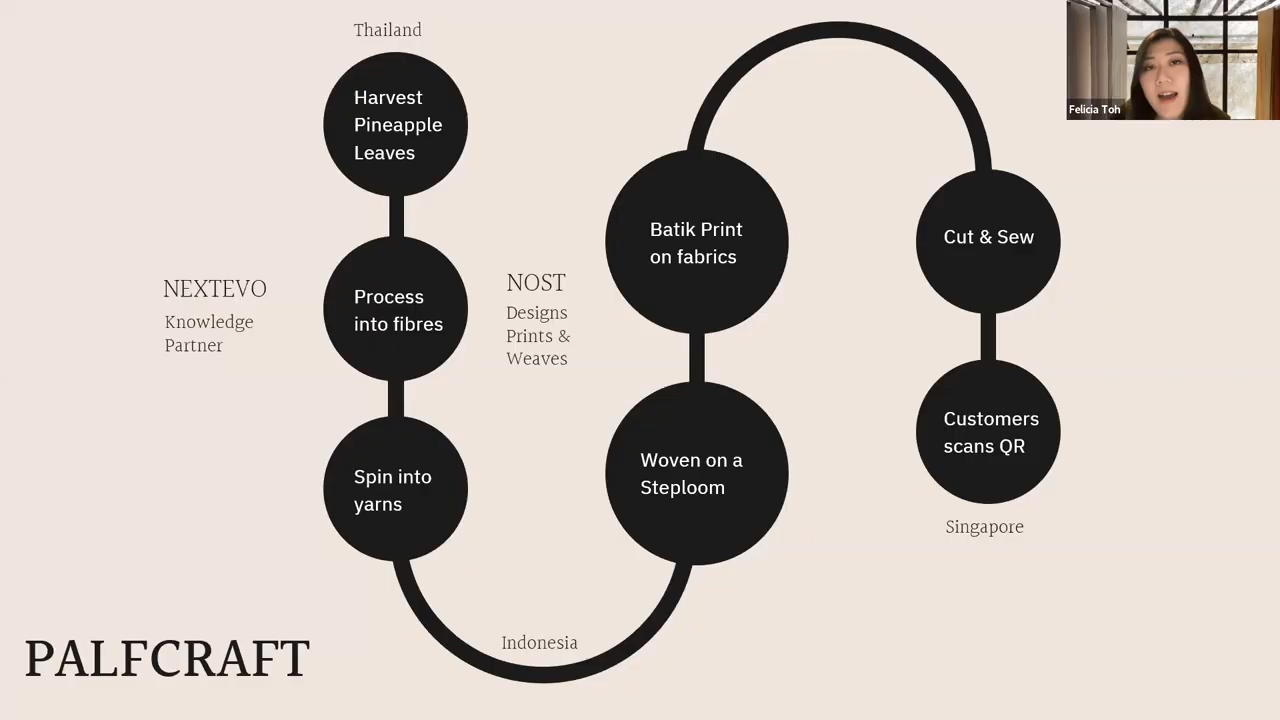 Thailand
Harvest
Pineapple
Leaves
NEXTEVO
Knowledge
Partner
Process
into fibres
Spin into
yarns
Indonesia
NOST
Designs
Prints &
Weaves
Batik Print
on fabrics
Woven on a
Steploom
Cut & Sew
Customers
scans QR
Singapore
PALFCRAFT
Felicia Toh